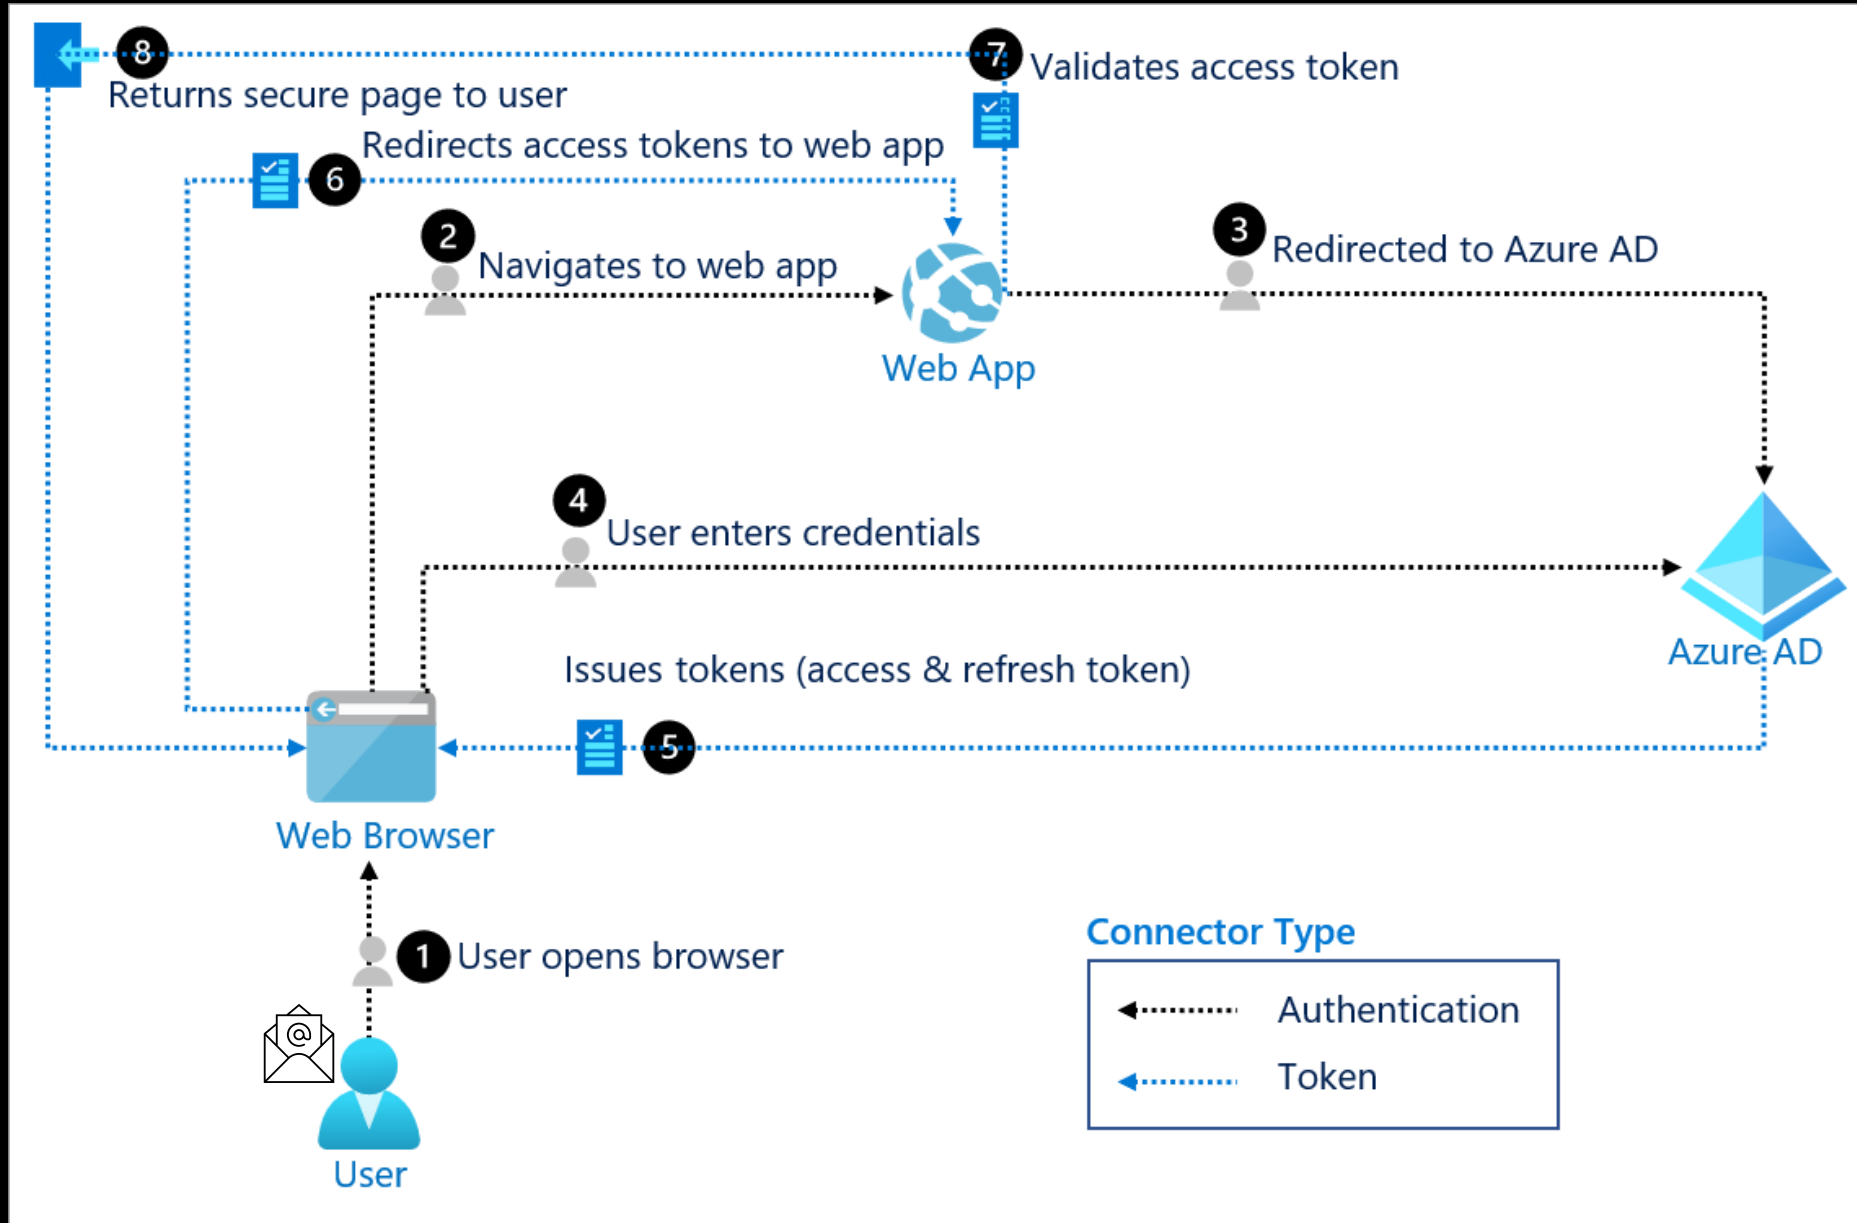 8
Returns secure page to user
7
Validates access token
6
Redirects access tokens to web app
2
Navigates to web app
3
Redirected to Azure AD
Web App
4
User enters credentials
Azure AD
Issues tokens (access & refresh token)
5
Web Browser
1
User opens browser
@
User
Connector Type
Authentication
Token